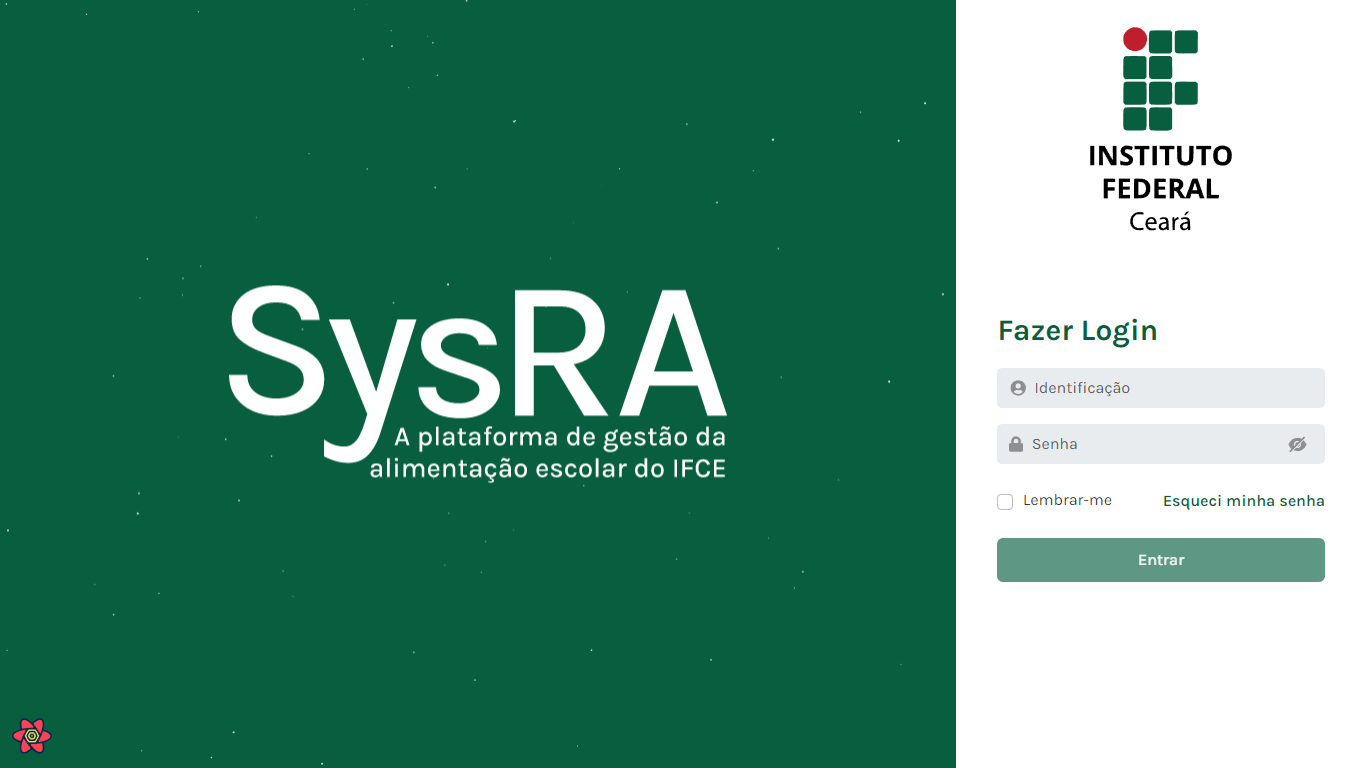 SysRA
A plataforma de gestão da
alimentação escolar do IFCE
INSTITUTO
FEDERAL
Ceará
Fazer Login
Identificação
Senha
Lembrar-me
Esqueci minha senha
Entrar